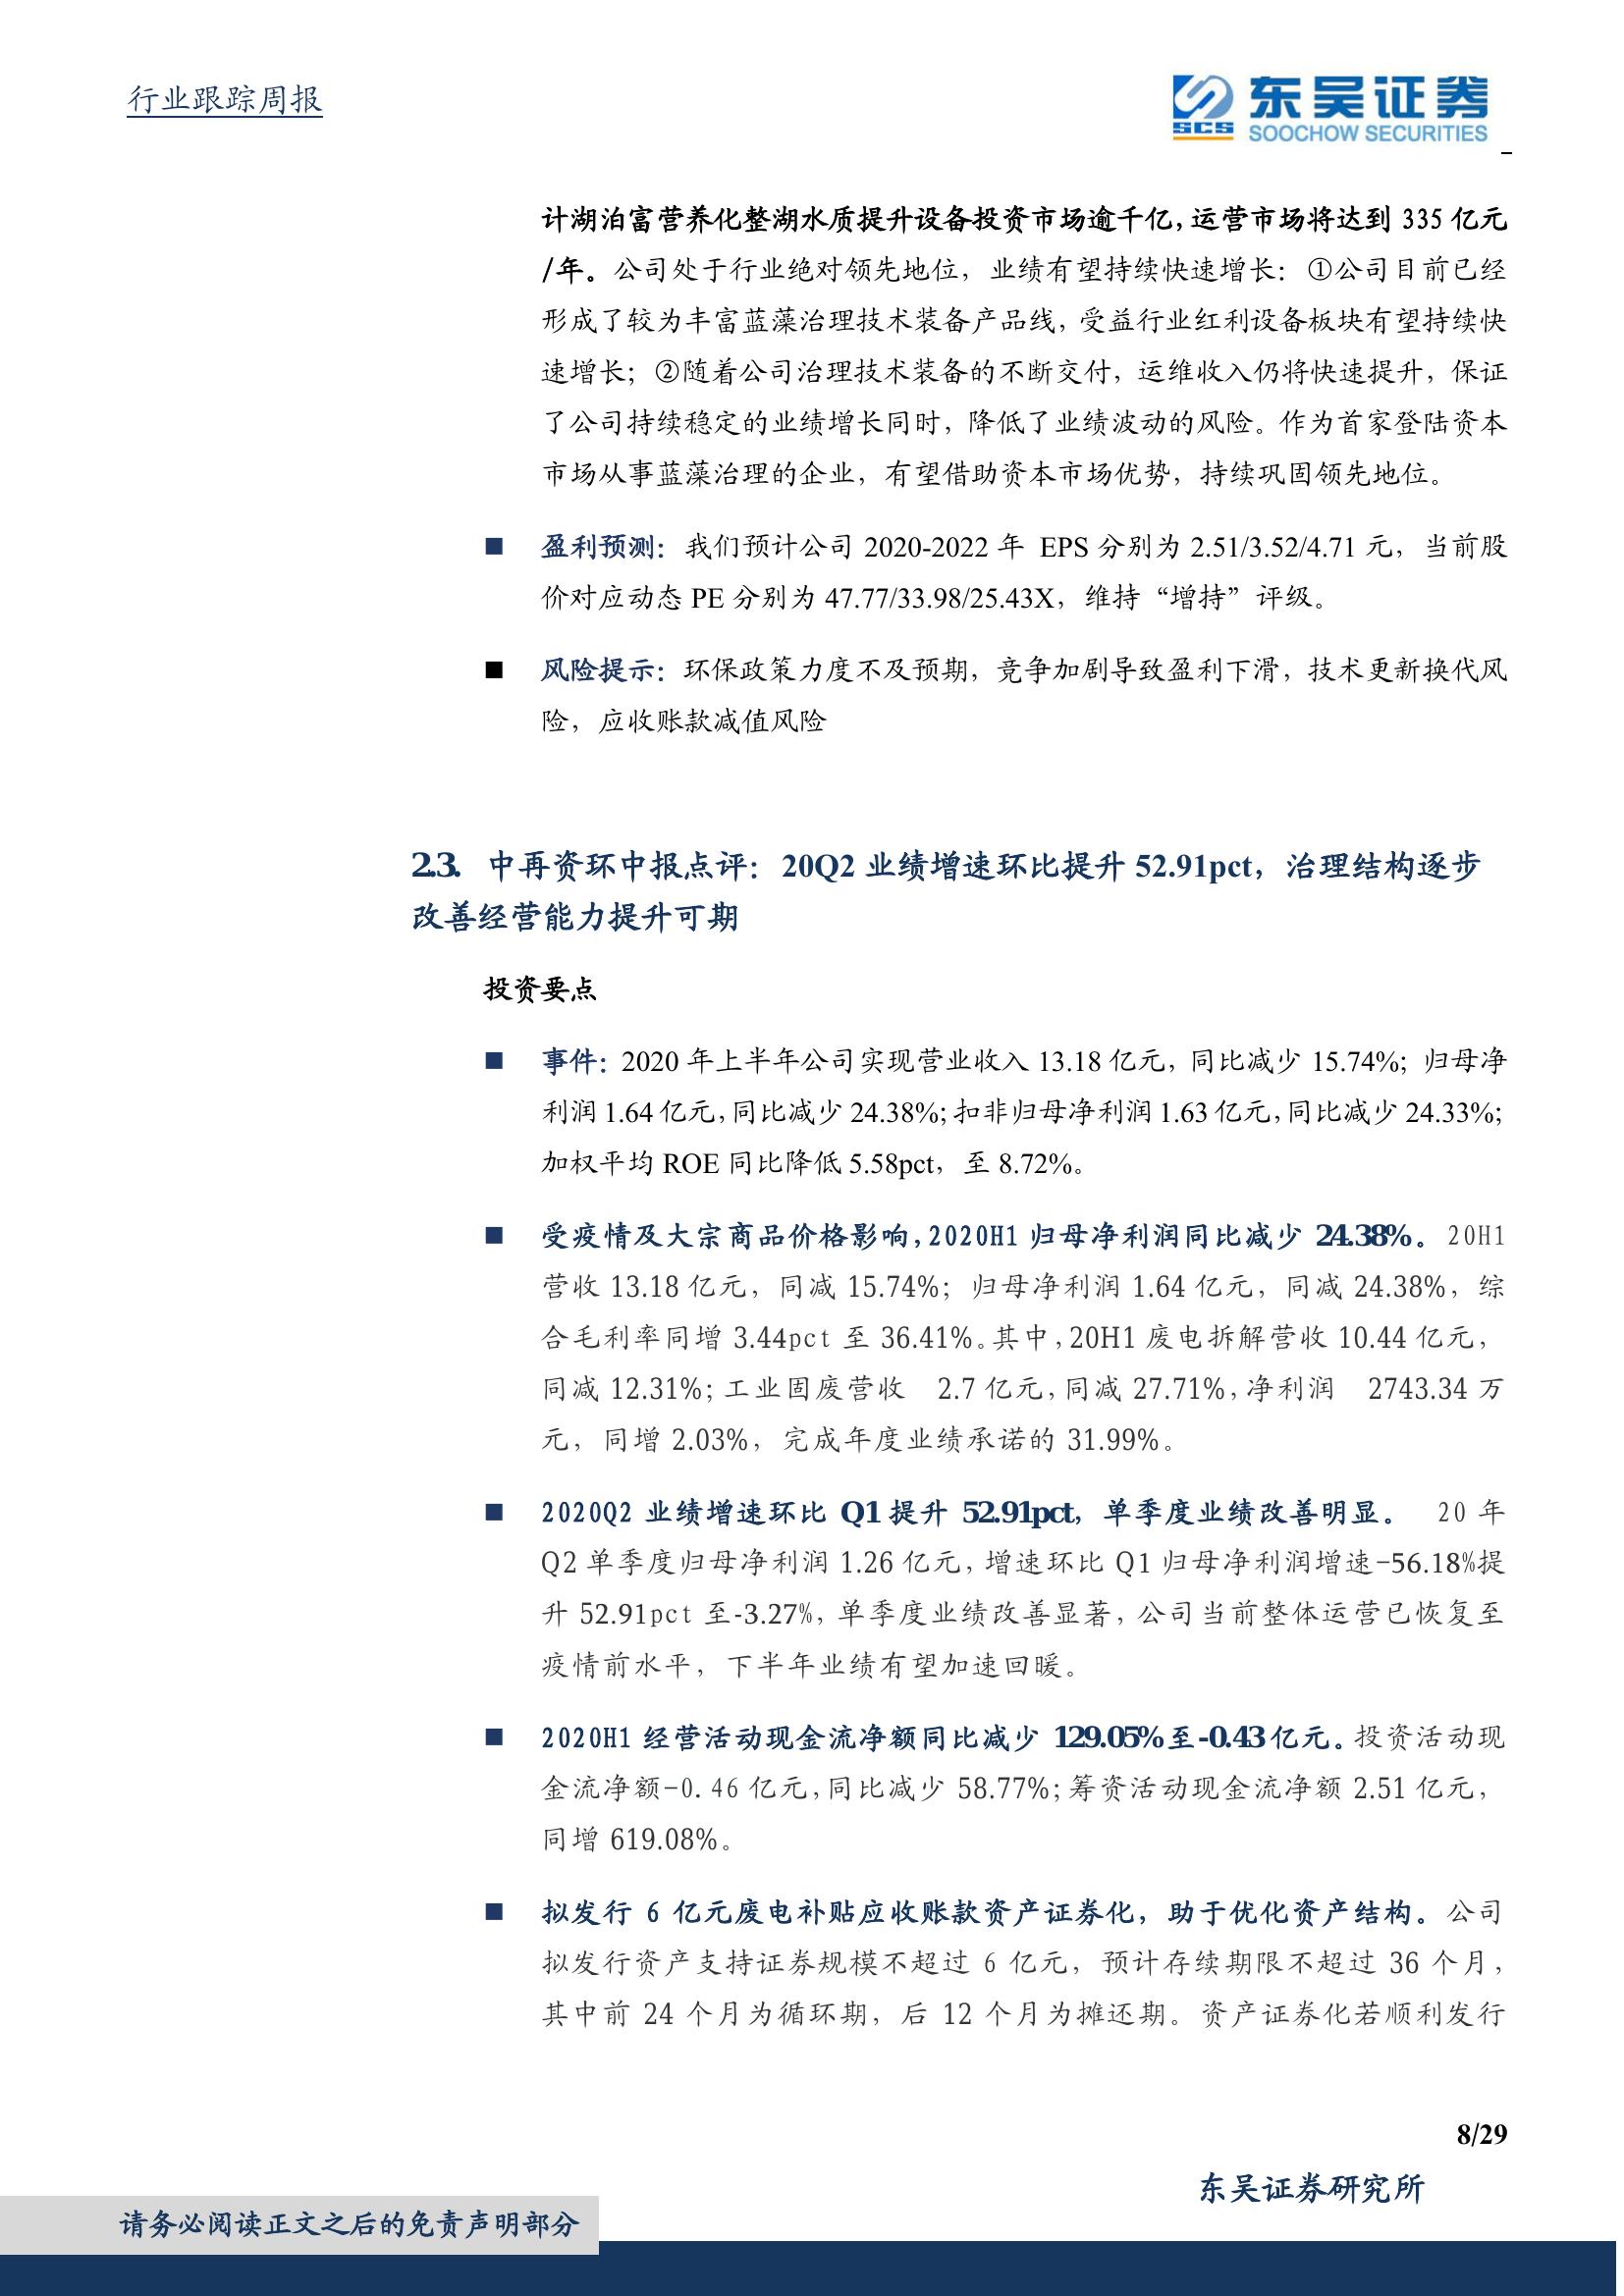 行业跟踪周报
SCS
东吴证券
SOOCHOW SECURITIES
计湖泊富营养化整湖水质提升设备投资市场逾千亿，运营市场将达到 335 亿元
/年。公司处于行业绝对领先地位，业绩有望持续快速增长：①公司目前已经
形成了较为丰富蓝藻治理技术装备产品线，受益行业红利设备板块有望持续快
速增长；②随着公司治理技术装备的不断交付，运维收入仍将快速提升，保证
了公司持续稳定的业绩增长同时，降低了业绩波动的风险。作为首家登陆资本
市场从事蓝藻治理的企业，有望借助资本市场优势，持续巩固领先地位。
■ 盈利预测：我们预计公司 2020-2022 年 EPS 分别为 2.51/3.52/4.71 元，当前股
价对应动态 PE 分别为 47.77/33.98/25.43X，维持“增持”评级。
■ 风险提示：环保政策力度不及预期，竞争加剧导致盈利下滑，技术更新换代风
险，应收账款减值风险
2.3. 中再资环中报点评：20Q2 业绩增速环比提升 52.91pct，治理结构逐步
改善经营能力提升可期
投资要点
■ 事件：2020 年上半年公司实现营业收入 13.18 亿元，同比减少 15.74%；归母净
利润 1.64 亿元，同比减少 24.38%；扣非归母净利润 1.63 亿元，同比减少 24.33%；
加权平均 ROE 同比降低 5.58pct，至 8.72%。
■ 受疫情及大宗商品价格影响，2020H1 归母净利润同比减少 24.38%。20H1
营收 13.18 亿元，同减 15.74%；归母净利润 1.64 亿元，同减 24.38%，综
合毛利率同增 3.44pct 至 36.41%。其中，20H1 废电拆解营收 10.44 亿元，
同减 12.31%；工业固废营收 2.7 亿元，同减 27.71%，净利润 2743.34 万
元，同增 2.03%，完成年度业绩承诺的 31.99%。
■ 2020Q2 业绩增速环比 Q1 提升 52.91pct，单季度业绩改善明显。 20 年
Q2 单季度归母净利润 1.26 亿元，增速环比 Q1 归母净利润增速-56.18%提
升 52.91pct 至-3.27%，单季度业绩改善显著，公司当前整体运营已恢复至
疫情前水平，下半年业绩有望加速回暖。
■ 2020H1 经营活动现金流净额同比减少 129.05%至-0.43 亿元。投资活动现
金流净额-0.46 亿元，同比减少 58.77%；筹资活动现金流净额 2.51 亿元，
同增 619.08%。
■ 拟发行 6 亿元废电补贴应收账款资产证券化，助于优化资产结构。公司
拟发行资产支持证券规模不超过 6 亿元，预计存续期限不超过 36 个月，
其中前 24 个月为循环期，后 12 个月为摊还期。资产证券化若顺利发行
8/29
东吴证券研究所
请务必阅读正文之后的免责声明部分